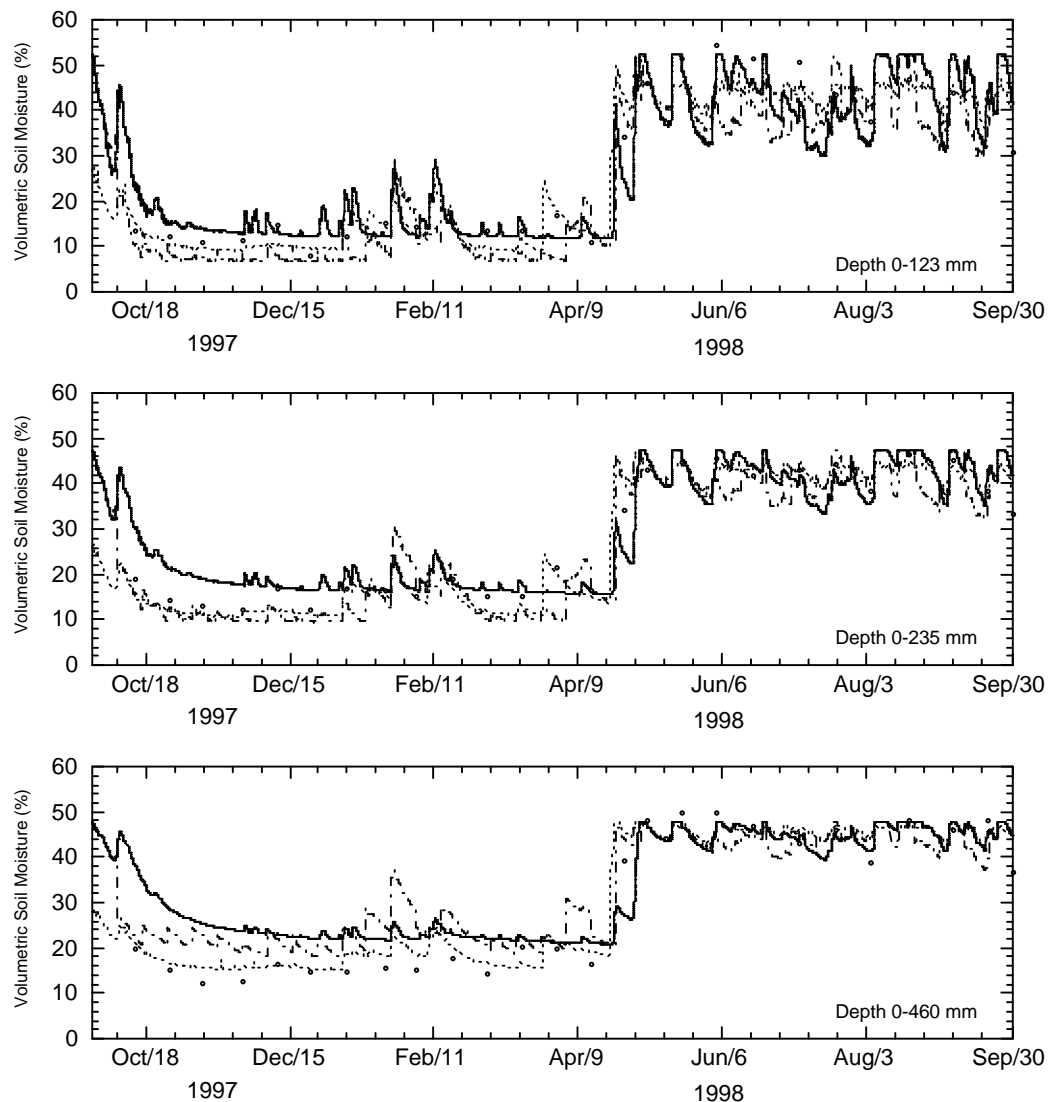 60
50
40
30
20
10
0
Volumetric Soil Moisture (%)
Depth 0-123 mm
Oct/18 Dec/15 Feb/11 Apr/9 Jun/6 Aug/3 Sep/30
1997 1998
60
50
40
30
20
10
0
Volumetric Soil Moisture (%)
Depth 0-235 mm
Oct/18 Dec/15 Feb/11 Apr/9 Jun/6 Aug/3 Sep/30
1997 1998
60
50
40
30
20
10
0
Volumetric Soil Moisture (%)
Depth 0-460 mm
Oct/18 Dec/15 Feb/11 Apr/9 Jun/6 Aug/3 Sep/30
1997 1998